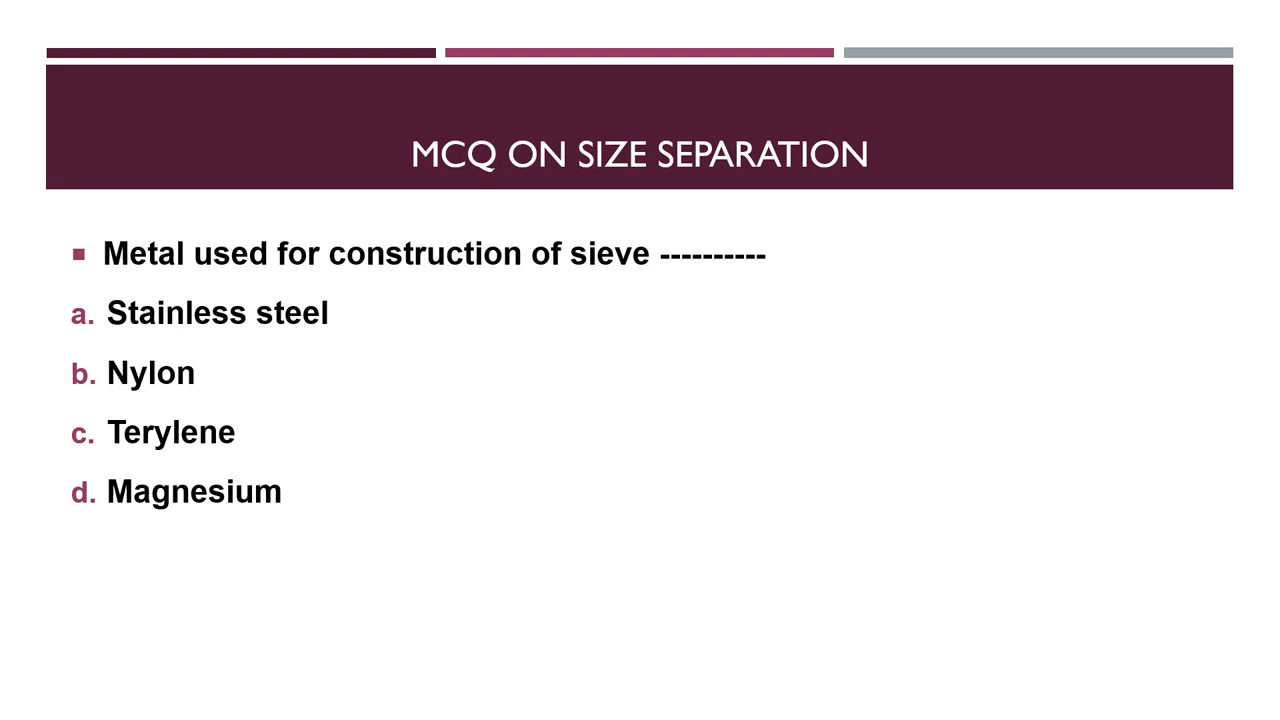 MCQ ON SIZE SEPARATION
▪ Metal used for construction of sieve ----------
a. Stainless steel
b. Nylon
c. Terylene
d. Magnesium